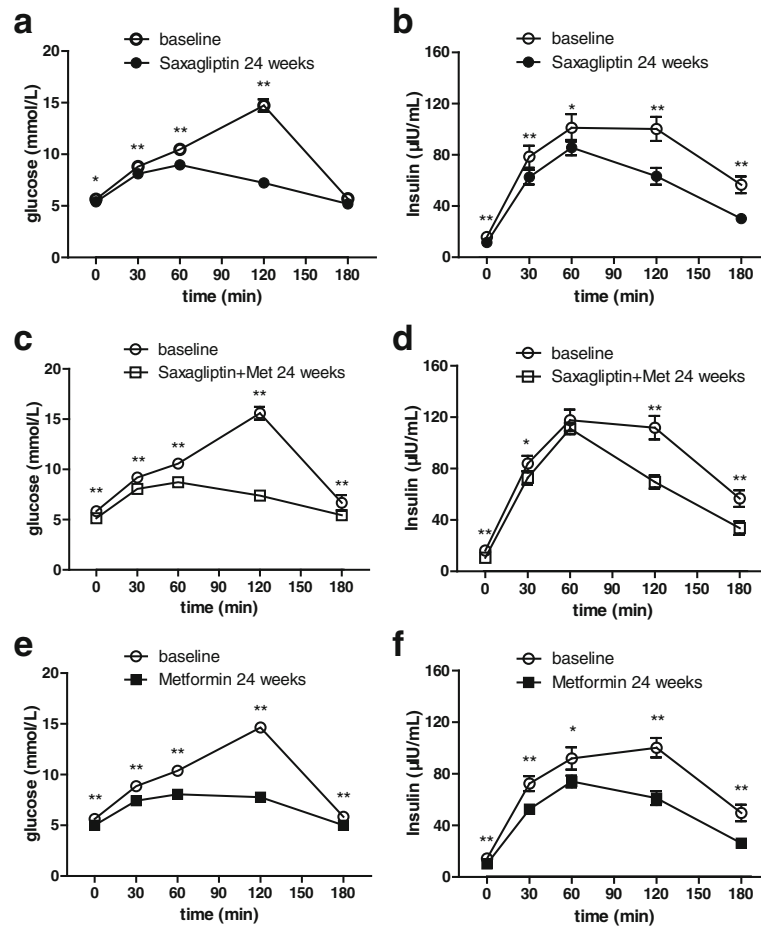 a
baseline
Saxagliptin 24 weeks
20
15
10
5
0
glucose (mmol/L)
*
**
**
**
0 30 60 90 120 150 180
time (min)
b
baseline
Saxagliptin 24 weeks
160
120
80
40
0
Insulin (μIU/mL)
**
**
*
**
**
0 30 60 90 120 150 180
time (min)
c
baseline
Saxagliptin+Met 24 weeks
20
15
10
5
0
glucose (mmol/L)
**
**
**
**
**
0 30 60 90 120 150 180
time (min)
d
baseline
Saxagliptin+Met 24 weeks
160
120
80
40
0
Insulin (μIU/mL)
**
*
**
**
0 30 60 90 120 150 180
time (min)
e
baseline
Metformin 24 weeks
20
15
10
5
0
glucose (mmol/L)
**
**
**
**
**
0 30 60 90 120 150 180
time (min)
f
baseline
Metformin 24 weeks
160
120
80
40
0
Insulin (μIU/mL)
**
**
*
**
**
0 30 60 90 120 150 180
time (min)